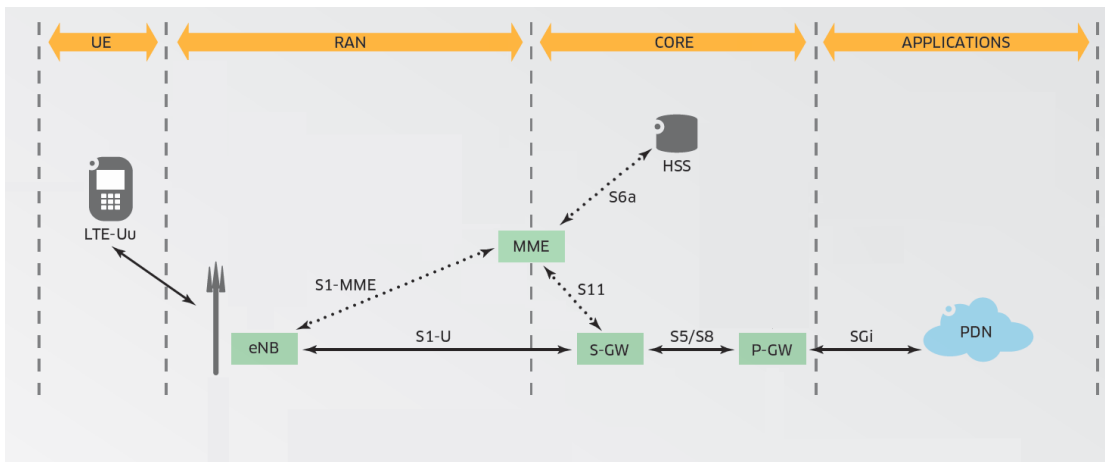 UE
RAN
CORE
APPLICATIONS
HSS
LTE-Uu
S6a
MME
S1-MME
S11
S1-U
S5/S8
SGi
PDN
eNB
S-GW
P-GW